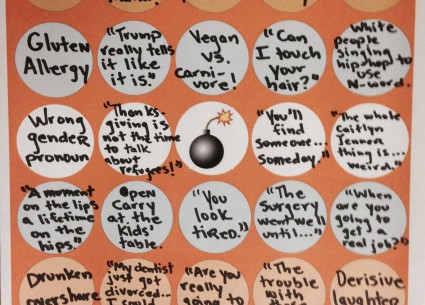 Gluten
Allergy
"Trump
really tells
it like
it is."
Vegan
vs.
Carni-
vore!
"Can
I touch
your
hair?"
White
people
singing
hip hop to
use
N-word.
Wrong
gender
pronoun
"Thanks-
giving is
not the time
to talk
about
refugees!"
"You'll
find
someone...
someday."
"The whole
Caitlyn
Jenner
thing is...
weird."
"A moment
on the lips
a lifetime
on the
hips."
Open
Carry
at the
Kids'
table.
"You
look
tired."
"The
surgery
went well
until..."
"When
are you
going to
get a
real job?"
Drunken
overshare
"My dentist
just got
divorced...
I could
"Are you
really
going to
"The
trouble
with
Derisive
laughter